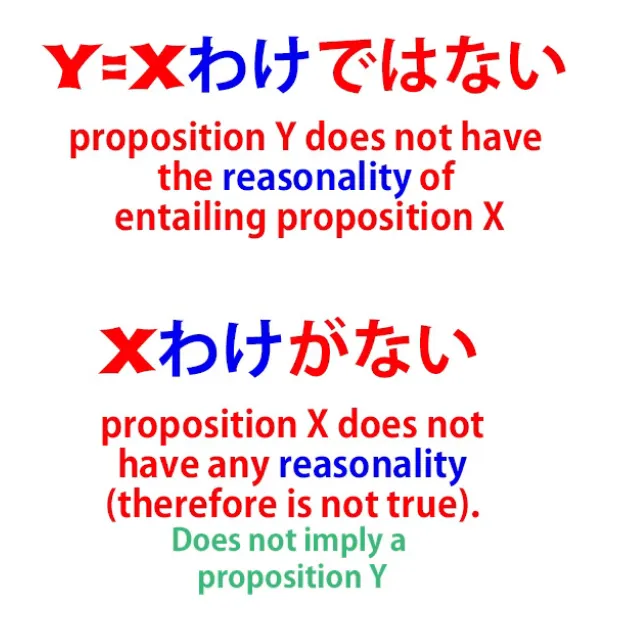 Y=Xわけではない
proposition Y does not have
the reasonality of
entailing proposition X
Xわけがない
proposition X does not
have any reasonality
(therefore is not true).
Does not imply a
proposition Y